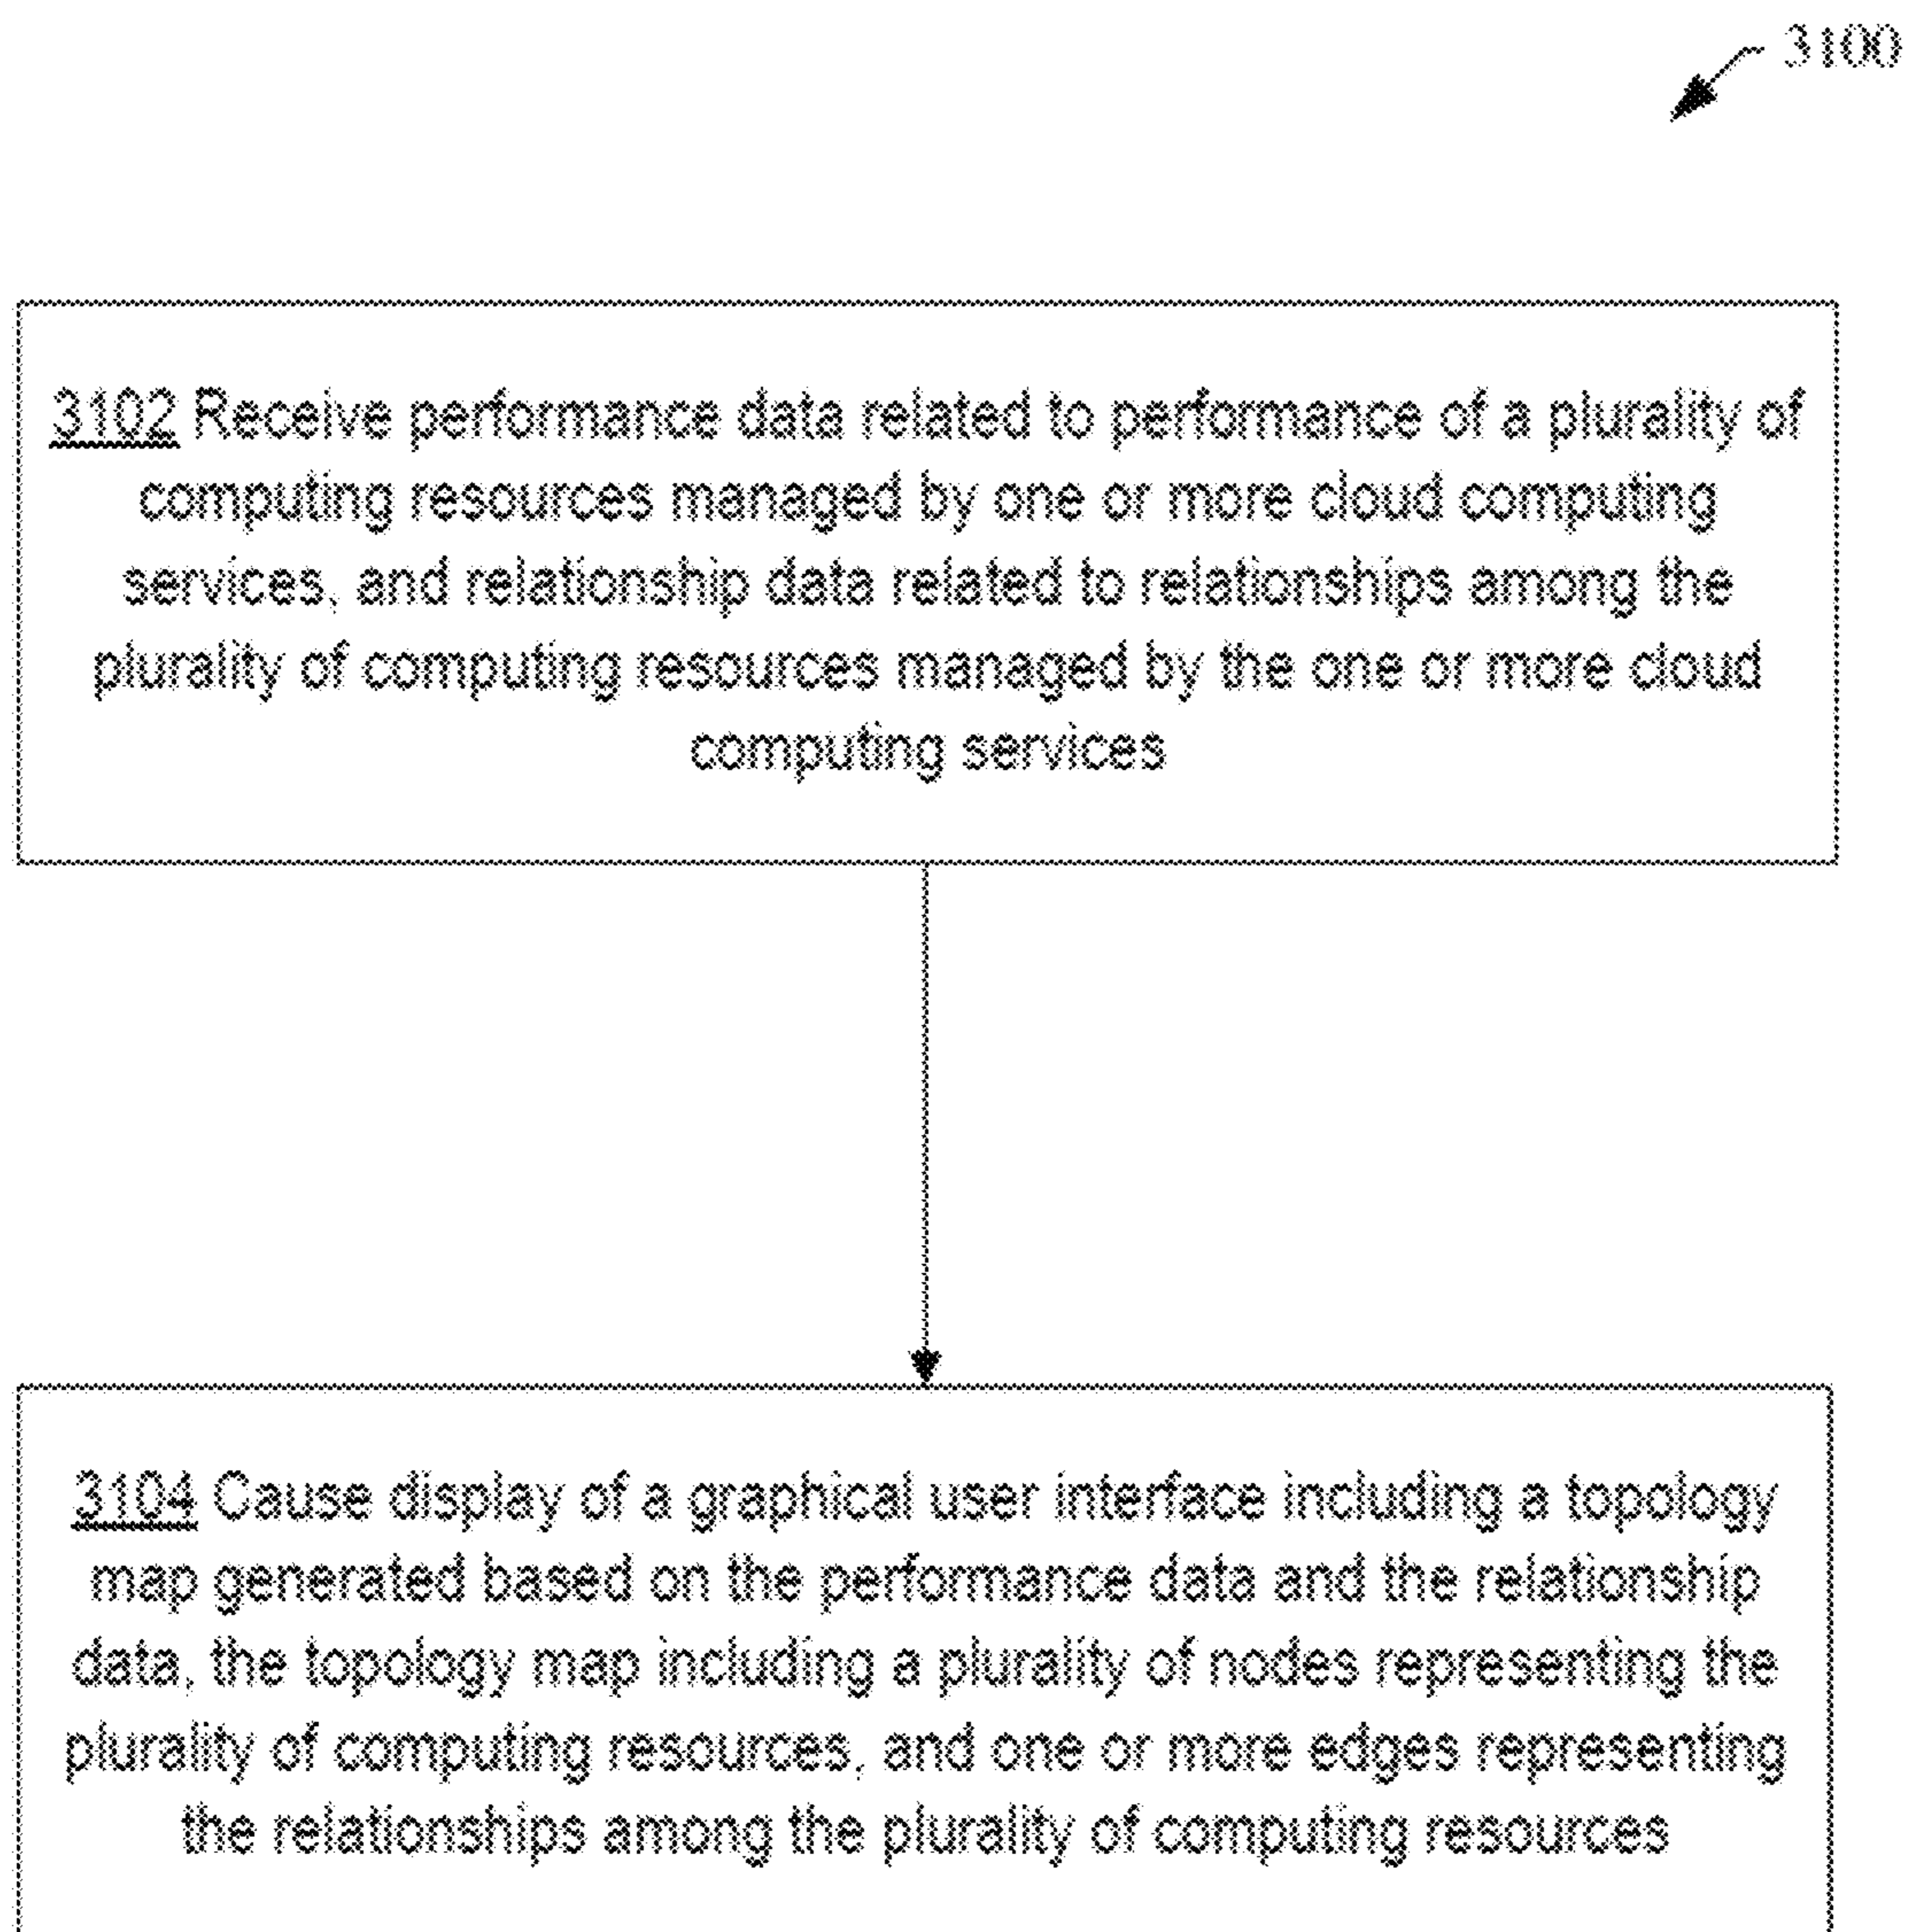 3100
3102 Receive performance data related to performance of a plurality of
computing resources managed by one or more cloud computing
services, and relationship data related to relationships among the
plurality of computing resources managed by the one or more cloud
computing services
3104 Cause display of a graphical user interface including a topology
map generated based on the performance data and the relationship
data, the topology map including a plurality of nodes representing the
plurality of computing resources, and one or more edges representing
the relationships among the plurality of computing resources